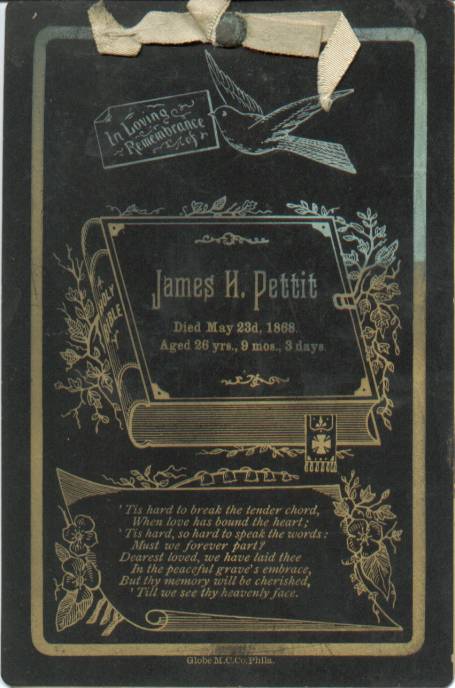 In Loving
Remembrance
of
HOLY
BIBLE
James H. Pettit
Died May 23d, 1868.
Aged 26 yrs., 9 mos., 3 days.
'Tis hard to break the tender chord,
When love has bound the heart;
'Tis hard, so hard to speak the words:
Must we forever part?
Dearest loved, we have laid thee
In the peaceful grave's embrace,
But thy memory will be cherished,
'Till we see thy heavenly face.
Globe M.C.Co. Phila.